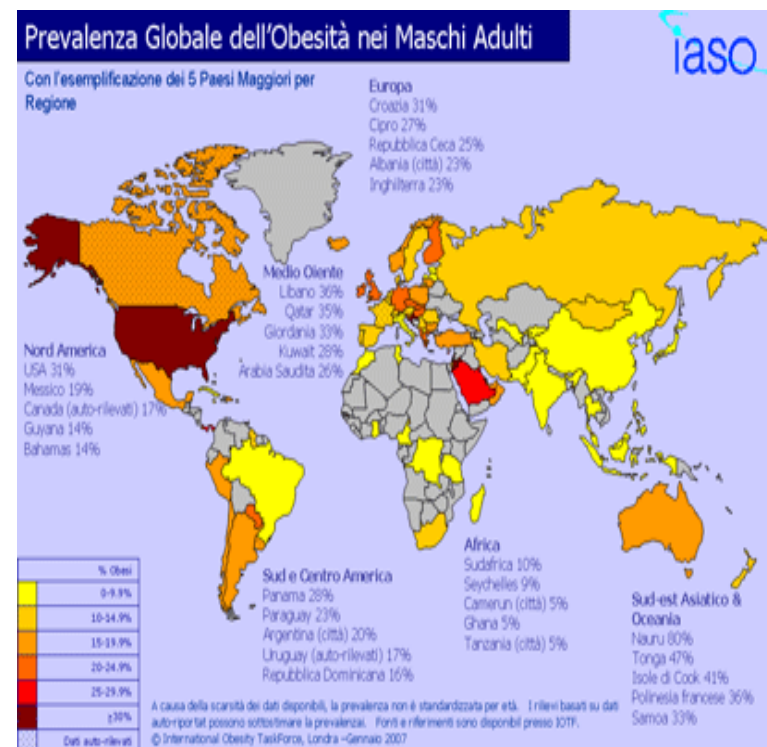 Prevalenza Globale dell'Obesità nei Maschi Adulti
iaso
Con l'esemplificazione dei 5 Paesi Maggiori per
Regione
Europa
Croazia 31%
Cipro 27%
Repubblica Ceca 25%
Albania (città) 23%
Inghilterra 23%
Medio Oiente
Libano 36%
Qatar 35%
Giordania 33%
Kuwait 28%
Arabia Saudita 26%
Nord America
USA 31%
Messico 19%
Canada (auto-rilevati) 17%
Guyana 14%
Bahamas 14%
Africa
Sudafrica 10%
Seychelles 9%
Camerun (città) 5%
Ghana 5%
Tanzania (città) 5%
Sud e Centro America
Panama 28%
Paraguay 23%
Argentina (città) 20%
Uruguay (auto-rilevati) 17%
Repubblica Dominicana 16%
Sud-est Asiatico &
Oceania
Nauru 80%
Tonga 47%
Isole di Cook 41%
Polinesia francese 36%
Samoa 33%
% Obesi
0-9.9%
10-14.9%
15-19.9%
20-24.9%
25-29.9%
≥30%
Dati auto-rilevati
A causa della scarsità dei dati disponibili, la prevalenza non è standardizzata per età. I rilievi basati su dati
auto-riportat possono sottostimare la prevalenzai. Fonti e riferimenti sono disponibil presso IOTF.
© International Obesity TaskForce, Londra –Gennaio 2007